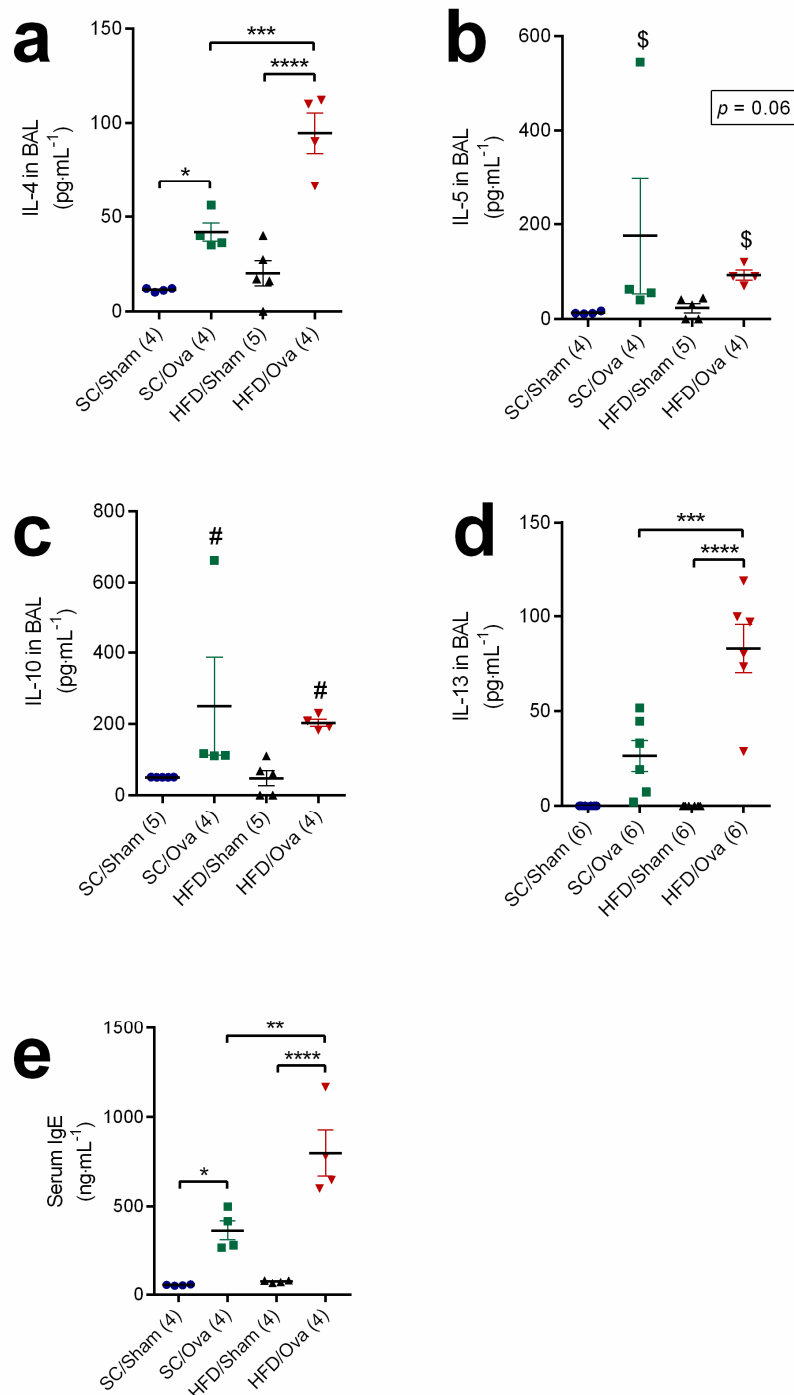 a
150
100
50
0
IL-4 in BAL
(pg·mL⁻¹)
***
****
*
SC/Sham (4)
SC/Ova (4)
HFD/Sham (5)
HFD/Ova (4)
b
600
400
200
0
IL-5 in BAL
(pg·mL⁻¹)
$
$
p = 0.06
SC/Sham (4)
SC/Ova (4)
HFD/Sham (5)
HFD/Ova (4)
c
800
600
400
200
0
IL-10 in BAL
(pg·mL⁻¹)
#
#
SC/Sham (5)
SC/Ova (4)
HFD/Sham (5)
HFD/Ova (4)
d
150
100
50
0
IL-13 in BAL
(pg·mL⁻¹)
***
****
SC/Sham (6)
SC/Ova (6)
HFD/Sham (6)
HFD/Ova (6)
e
1500
1000
500
0
Serum IgE
(ng·mL⁻¹)
**
****
*
SC/Sham (4)
SC/Ova (4)
HFD/Sham (4)
HFD/Ova (4)